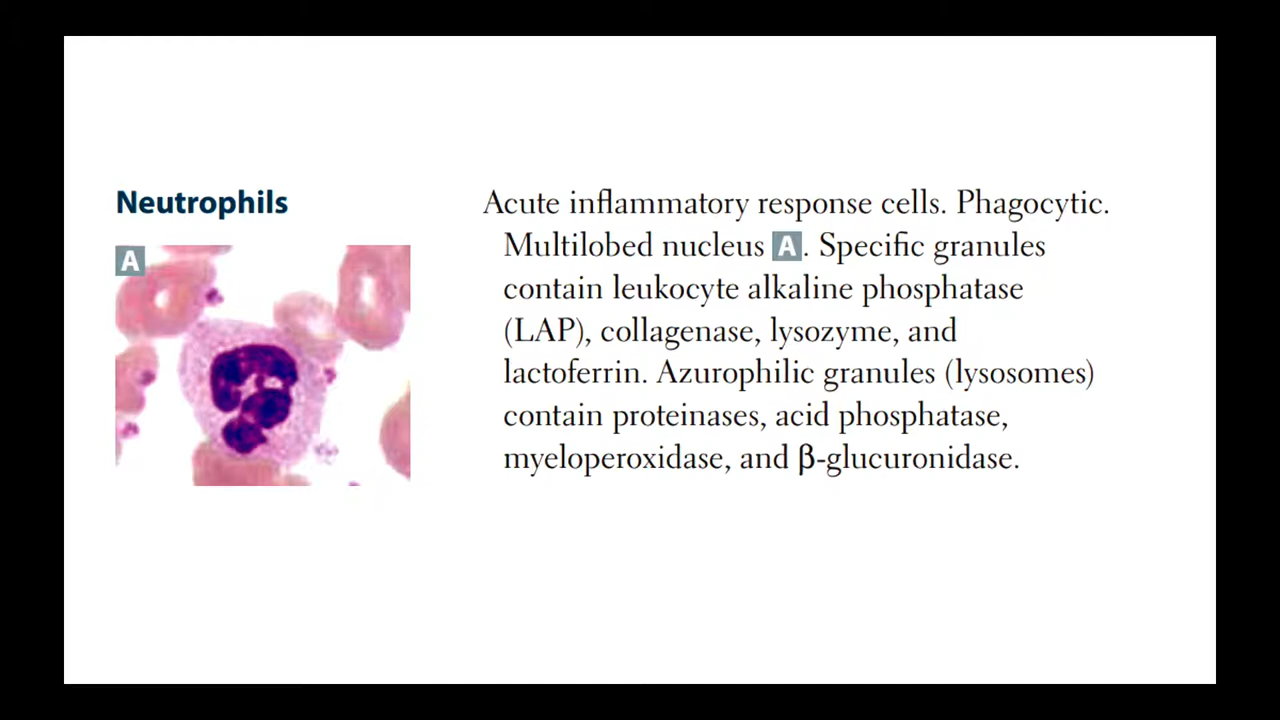 Neutrophils
A
Acute inflammatory response cells. Phagocytic.
Multilobed nucleus A. Specific granules
contain leukocyte alkaline phosphatase
(LAP), collagenase, lysozyme, and
lactoferrin. Azurophilic granules (lysosomes)
contain proteinases, acid phosphatase,
myeloperoxidase, and β-glucuronidase.